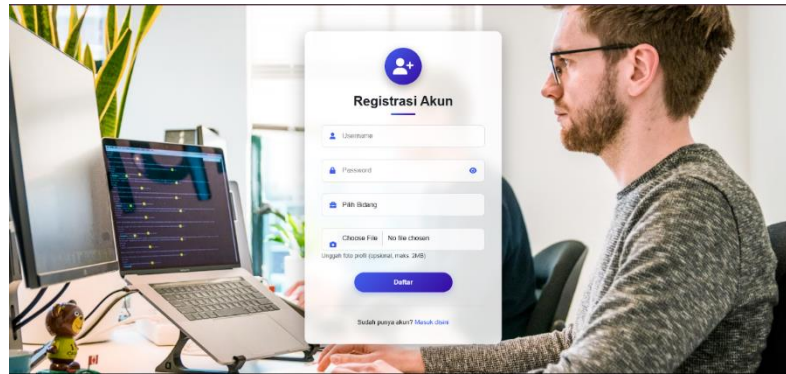 Registrasi Akun
Username
Password
Pilih Bidang
Choose File No file chosen
Unggah foto profil (opsional, maks. 2MB)
Daftar
Sudah punya akun? Masuk disini